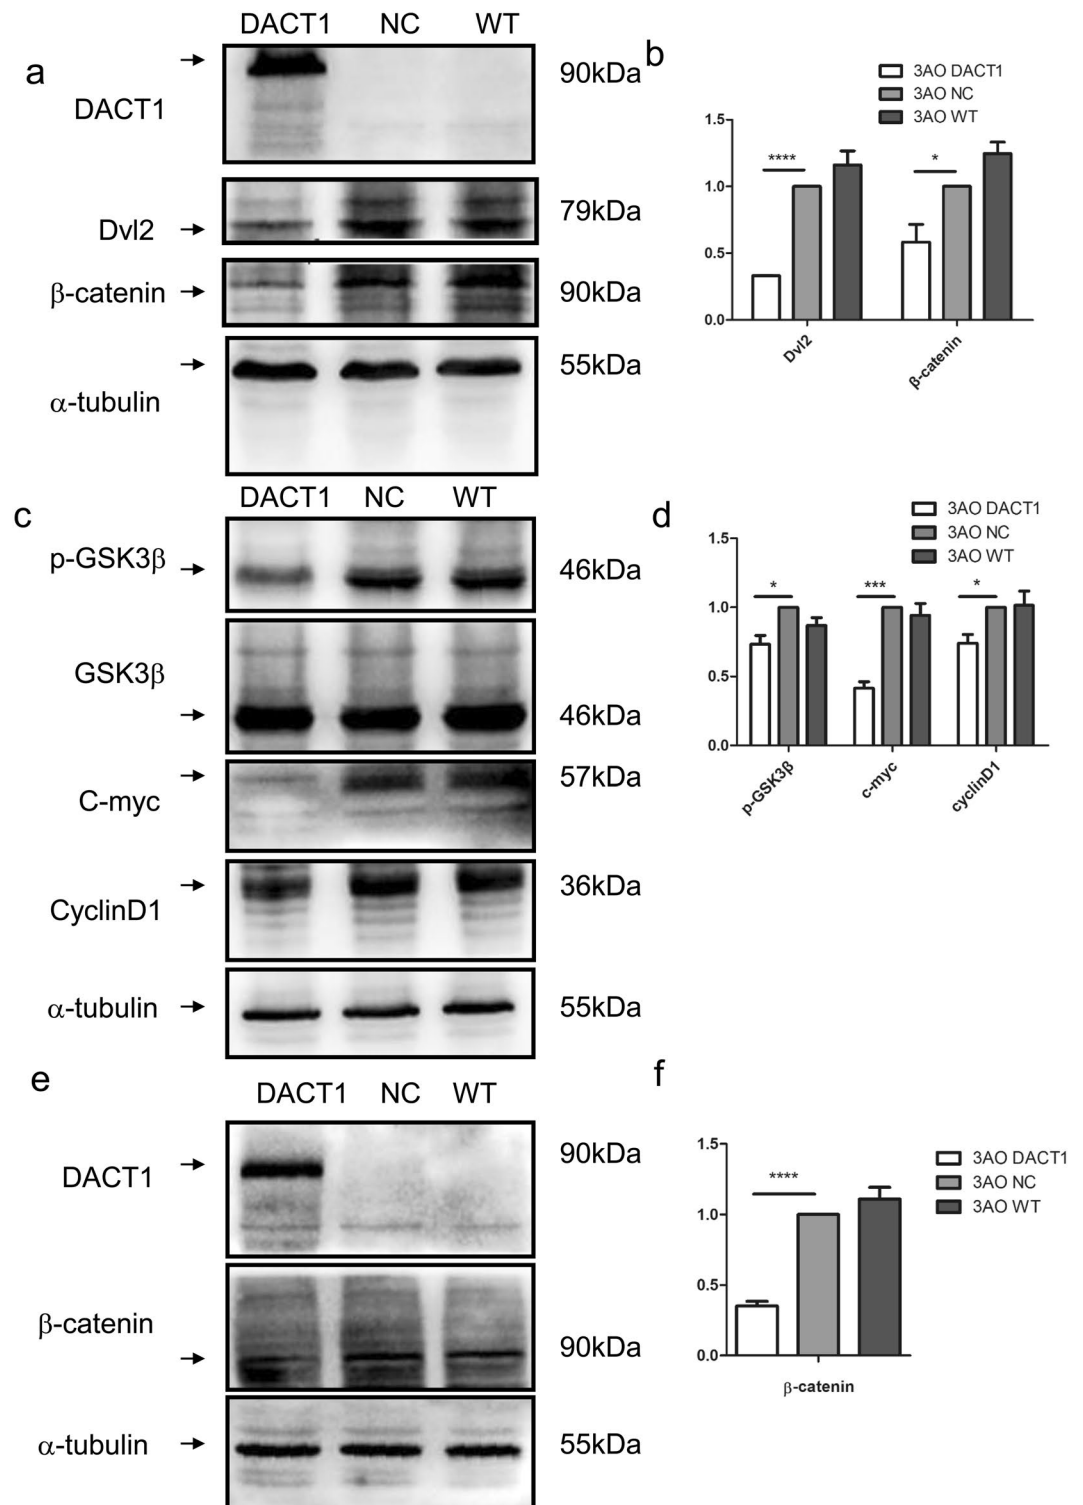 DACT1 NC WT
a
DACT1
90kDa
Dvl2
79kDa
β-catenin
90kDa
α-tubulin
55kDa
b
3AO DACT1
3AO NC
3AO WT
1.5
1.0
0.5
0.0
**** *
Dvl2 β-catenin
c
DACT1 NC WT
p-GSK3β
46kDa
GSK3β
46kDa
C-myc
57kDa
CyclinD1
36kDa
α-tubulin
55kDa
d
3AO DACT1
3AO NC
3AO WT
1.5
1.0
0.5
0.0
* *** *
p-GSK3β c-myc cyclinD1
e
DACT1 NC WT
DACT1
90kDa
β-catenin
90kDa
α-tubulin
55kDa
f
3AO DACT1
3AO NC
3AO WT
1.5
1.0
0.5
0.0
****
β-catenin